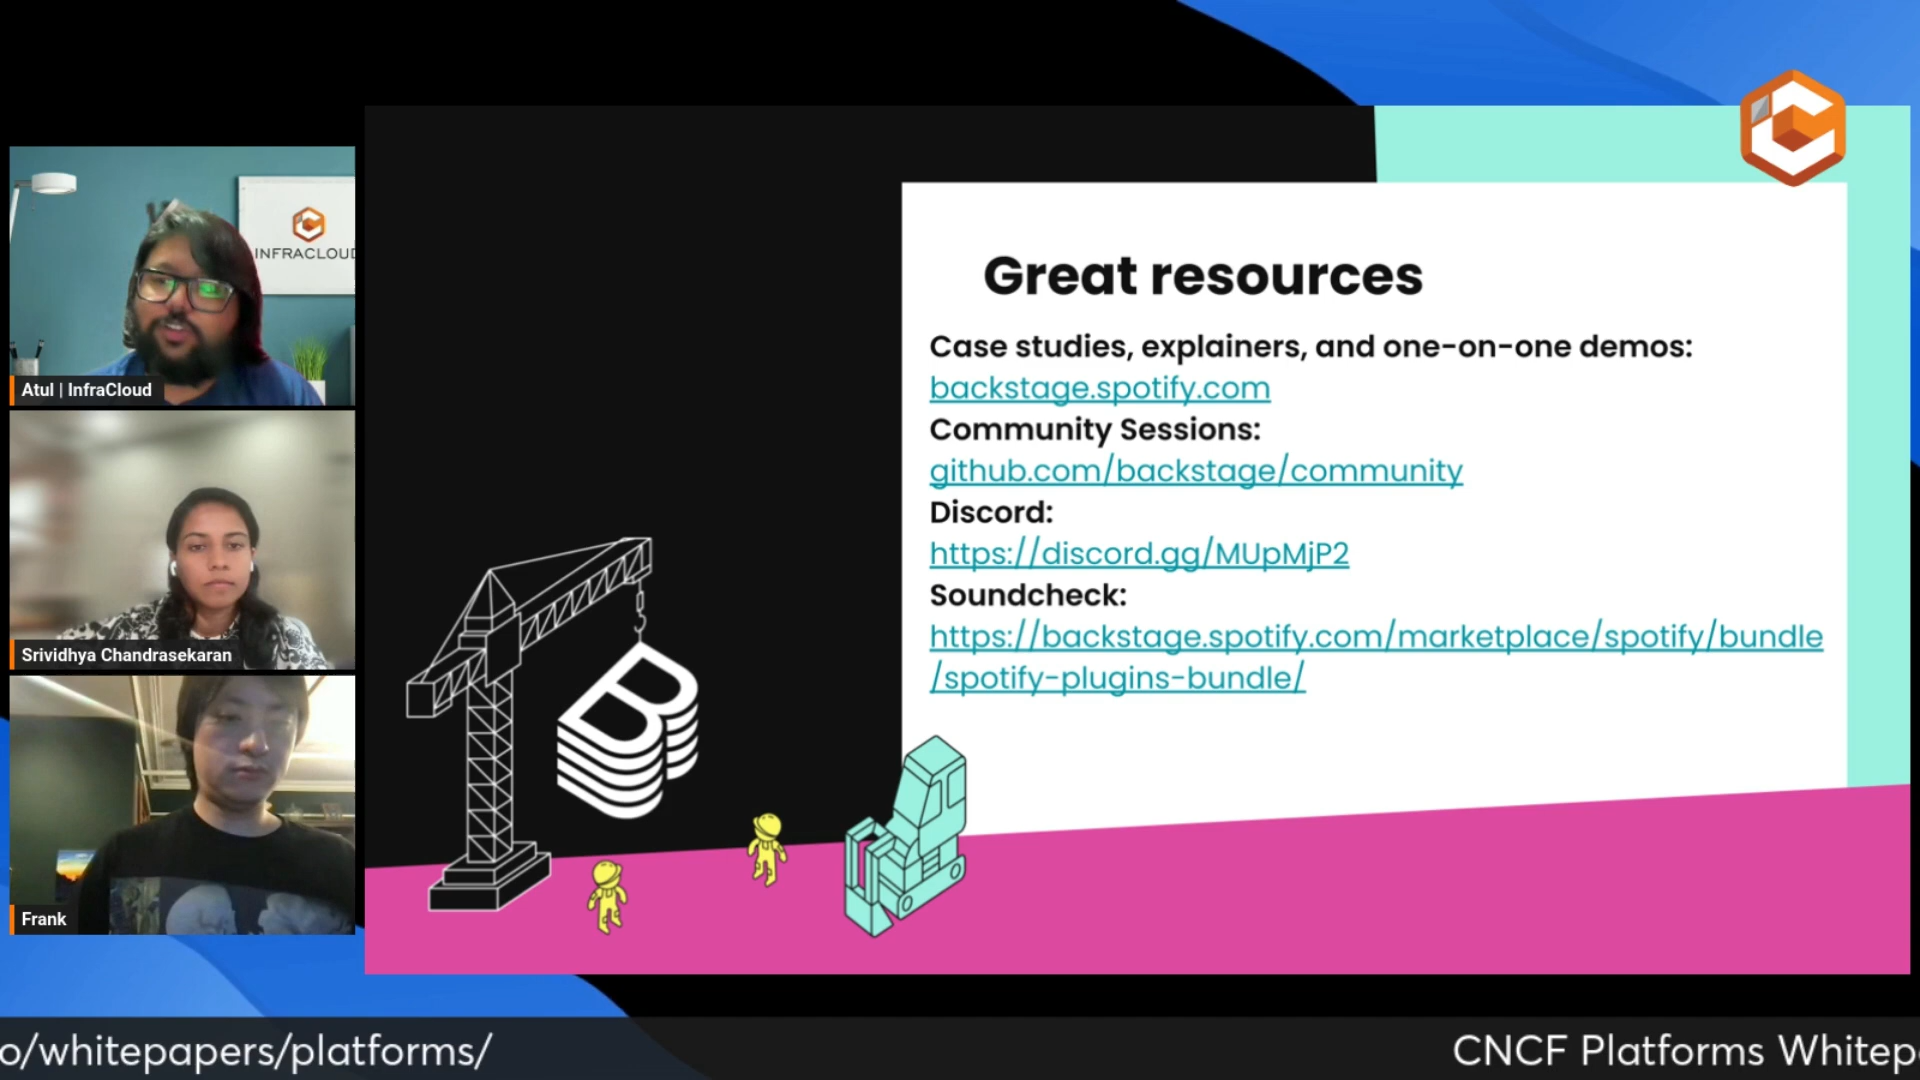 INFRACLOUD
Atul | InfraCloud
Srividhya Chandrasekaran
Frank
Great resources
Case studies, explainers, and one-on-one demos:
backstage.spotify.com
Community Sessions:
github.com/backstage/community
Discord:
https://discord.gg/MUpMjP2
Soundcheck:
https://backstage.spotify.com/marketplace/spotify/bundle
/spotify-plugins-bundle/
B
o/whitepapers/platforms/
CNCF Platforms Whitep